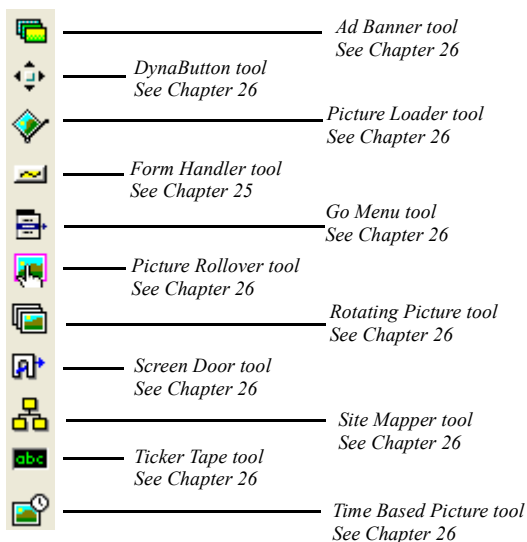 Ad Banner tool
See Chapter 26
DynaButton tool
See Chapter 26
Picture Loader tool
See Chapter 26
Form Handler tool
See Chapter 25
Go Menu tool
See Chapter 26
Picture Rollover tool
See Chapter 26
Rotating Picture tool
See Chapter 26
Screen Door tool
See Chapter 26
Site Mapper tool
See Chapter 26
abc
Ticker Tape tool
See Chapter 26
Time Based Picture tool
See Chapter 26